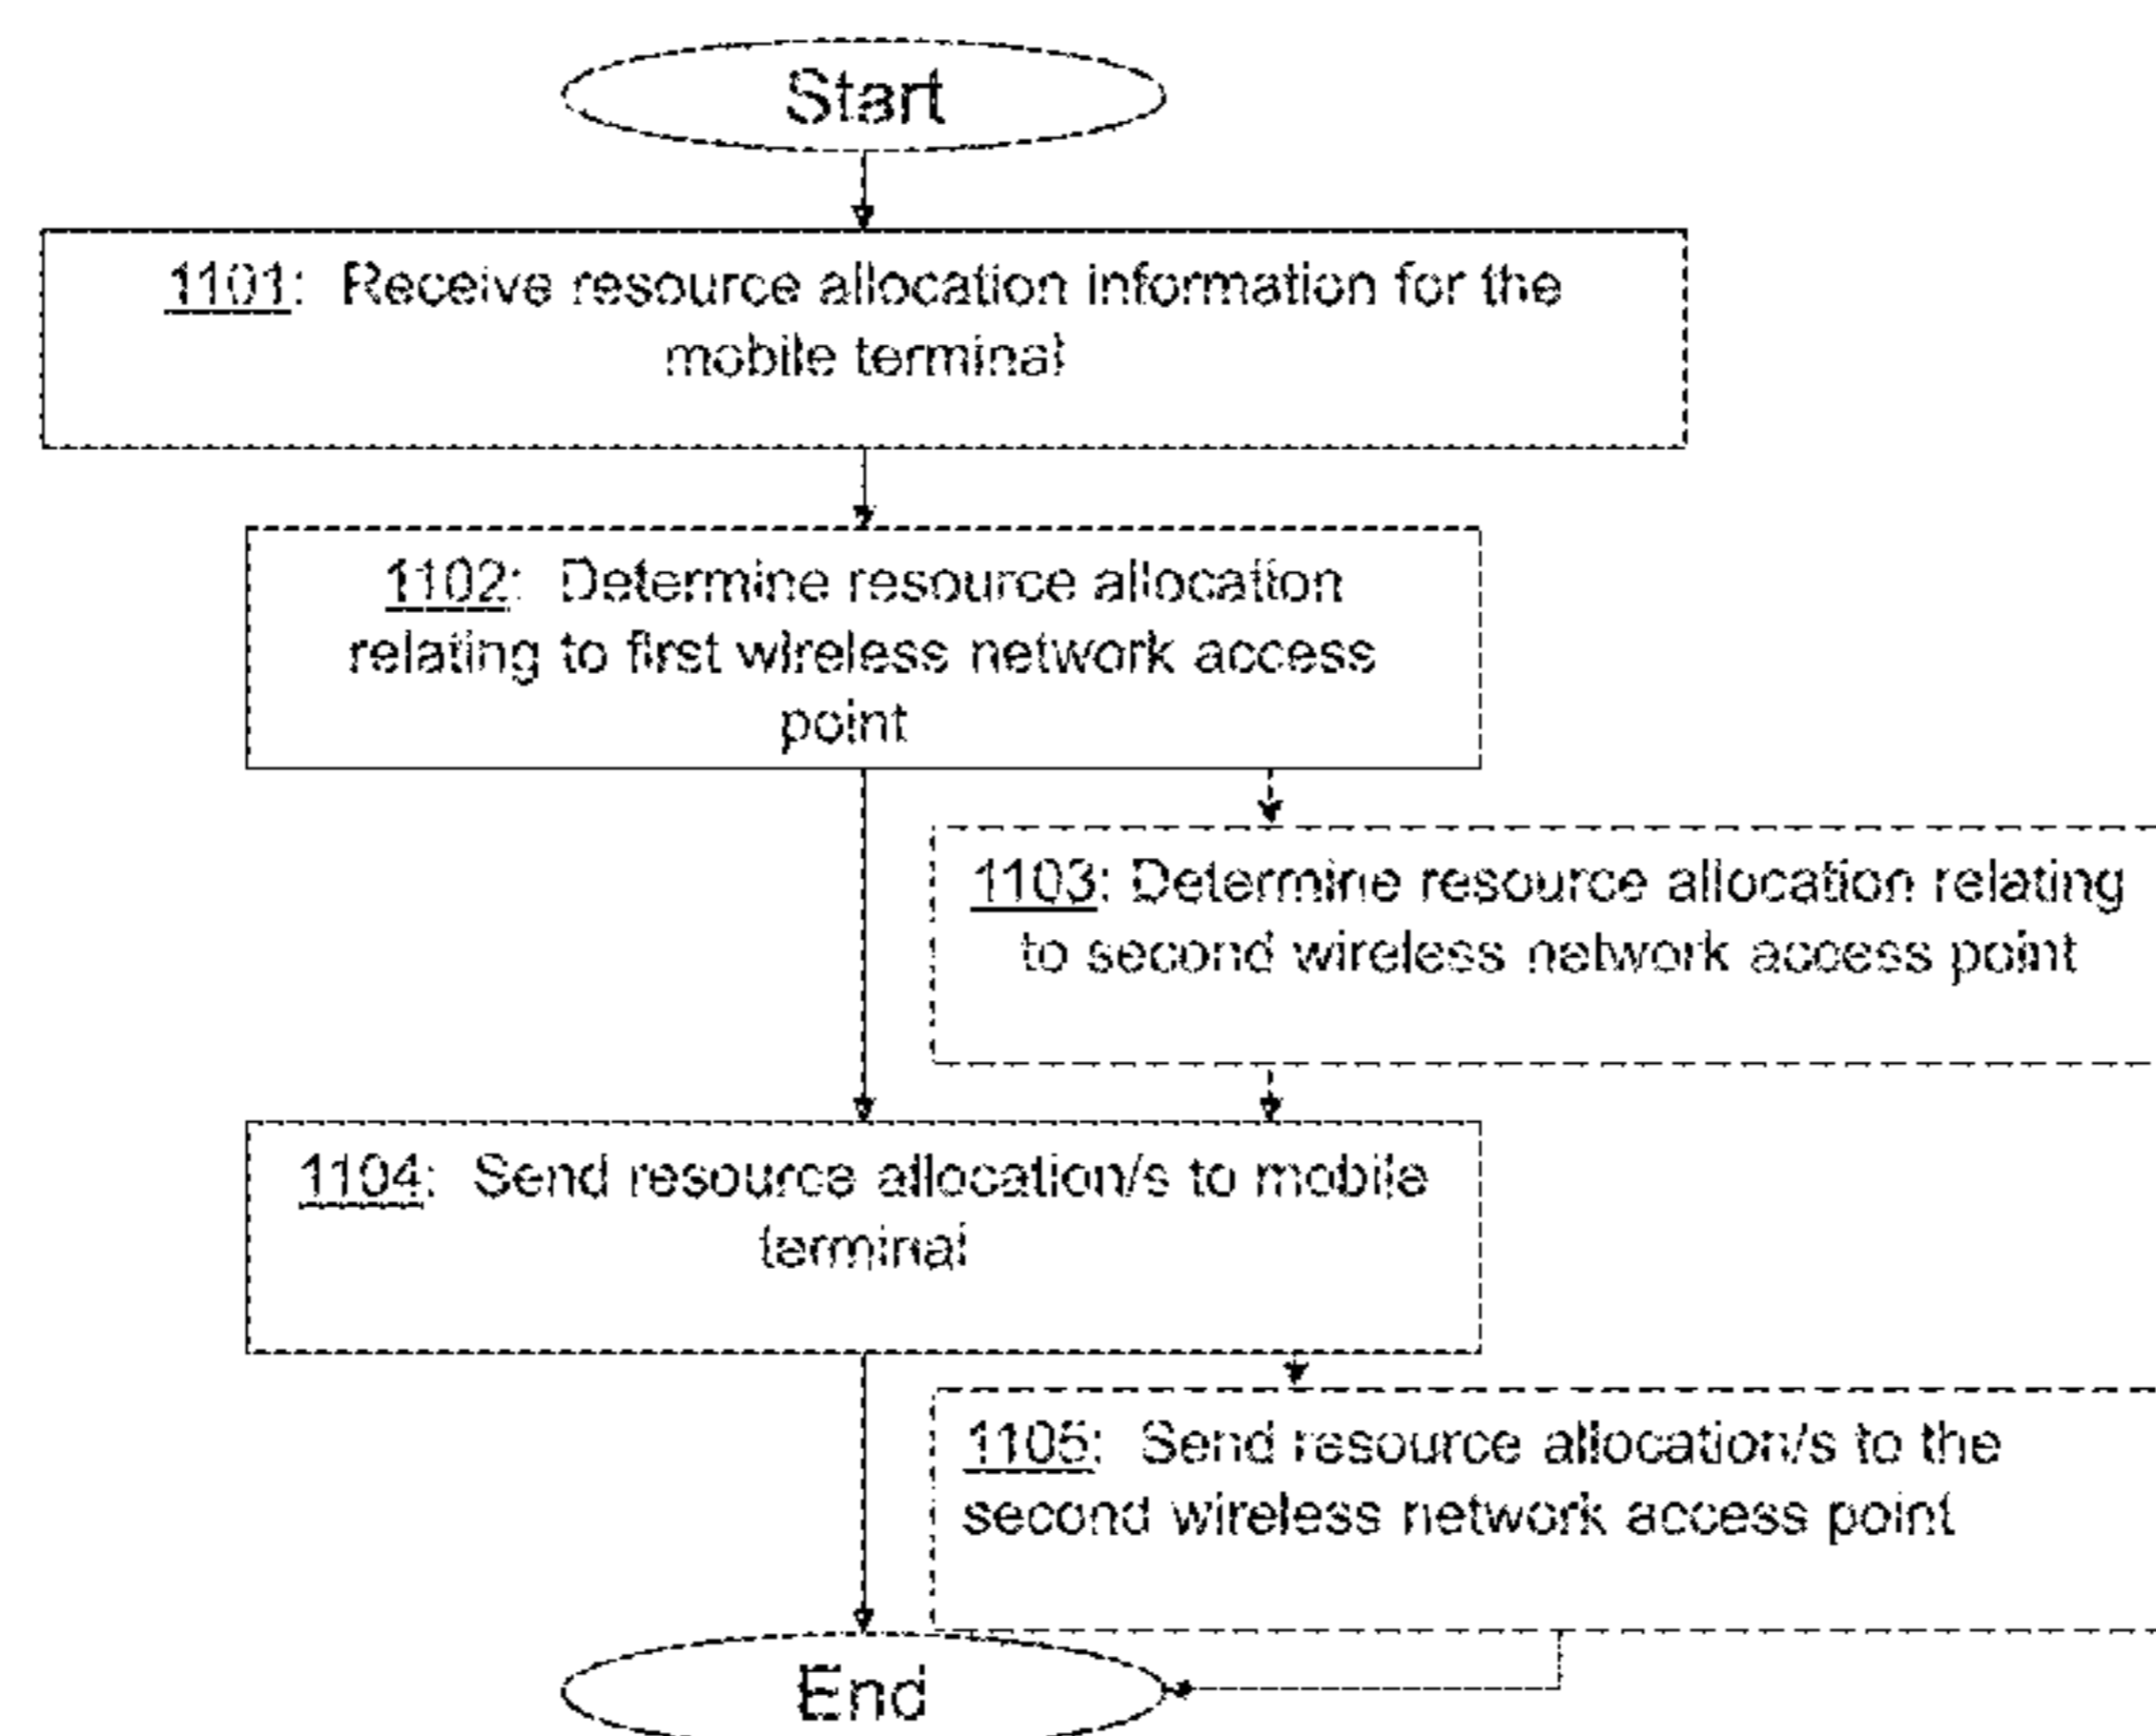 Start
1101: Receive resource allocation information for the
mobile terminal
1102: Determine resource allocation
relating to first wireless network access
point
1103: Determine resource allocation relating
to second wireless network access point
1104: Send resource allocation/s to mobile
terminal
1105: Send resource allocation/s to the
second wireless network access point
End